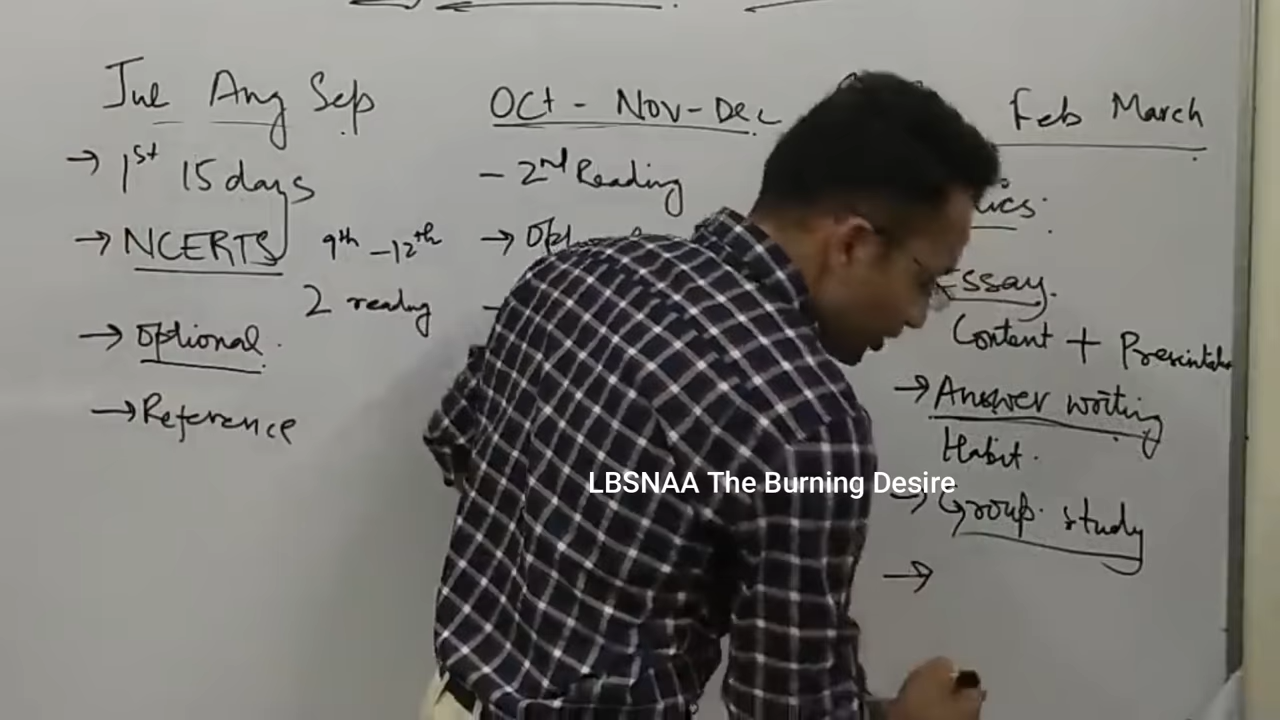 Jul Aug Sep
→ 1st 15 days
→ NCERTS 9th - 12th
2 reading
→ Optional.
→ Reference
Oct - Nov - Dec
- 2nd Reading
→
-
Feb March
Essay.
Content + Presentation
→ Answer writing
Habit.
→ Group study
→
LBSNAA The Burning Desire